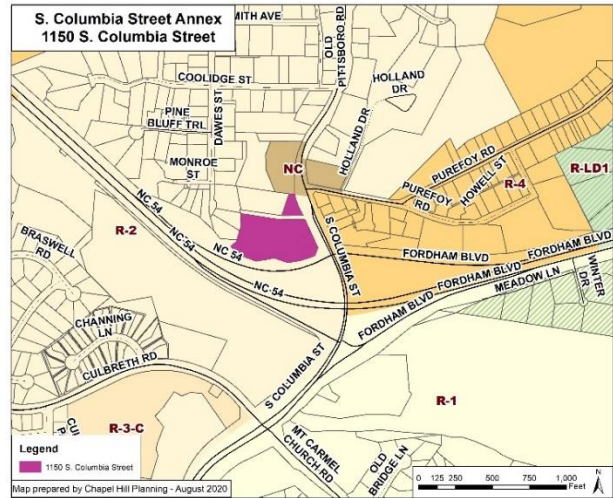 S. Columbia Street Annex
1150 S. Columbia Street
MITH AVE
OLD
PITTSBORO RD
COOLIDGE ST
HOLLAND
DR
PINE
BLUFF TRL
DAWES ST
HOLLAND DR
MONROE
ST
NC
PUREFOY RD
PUREFOY
RD
HOWELL ST
R-4
R-LD1
R-2
NC 54
NC 54
NC 54
NC 54
S COLUMBIA ST
FORDHAM BLVD
FORDHAM BLVD
FORDHAM BLVD
FORDHAM BLVD
MEADOW LN
WINTER
DR
BRASWELL
RD
CHANNING
LN
CULBRETH RD
S COLUMBIA ST
R-1
R-3-C
MT CARMEL
CHURCH RD
OLD
BRIDGE LN
Legend
1150 S. Columbia Street
Map prepared by Chapel Hill Planning - August 2020
0 125 250 500 750 1,000
Feet
N